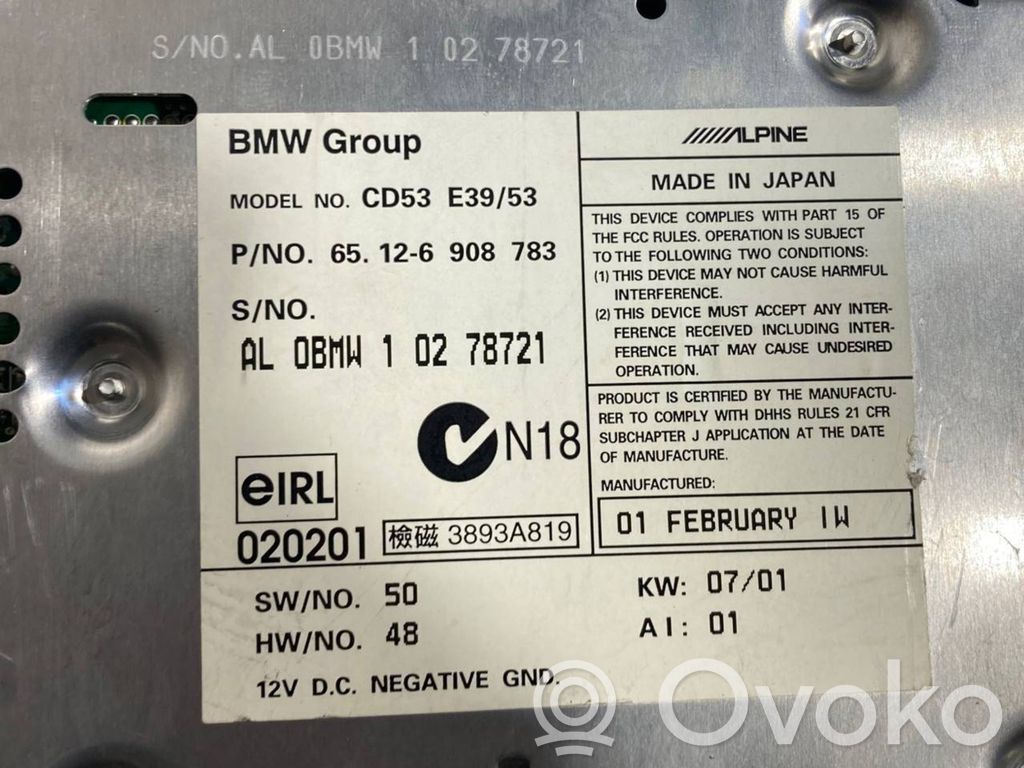 S/NO.AL 0BMW 1 02 78721
BMW Group
MODEL NO. CD53 E39/53
P/NO. 65. 12-6 908 783
S/NO.
AL 0BMW 1 02 78721
N18
eIRL
020201
檢磁 3893A819
ALPINE
MADE IN JAPAN
THIS DEVICE COMPLIES WITH PART 15 OF
THE FCC RULES. OPERATION IS SUBJECT
TO THE FOLLOWING TWO CONDITIONS:
(1) THIS DEVICE MAY NOT CAUSE HARMFUL
INTERFERENCE.
(2) THIS DEVICE MUST ACCEPT ANY INTER-
FERENCE RECEIVED INCLUDING INTER-
FERENCE THAT MAY CAUSE UNDESIRED
OPERATION.
PRODUCT IS CERTIFIED BY THE MANUFACTU-
RER TO COMPLY WITH DHHS RULES 21 CFR
SUBCHAPTER J APPLICATION AT THE DATE
OF MANUFACTURE.
MANUFACTURED:
01 FEBRUARY IW
SW/NO. 50
HW/NO. 48
12V D.C. NEGATIVE GND.
KW: 07/01
AI: 01
Ovoko